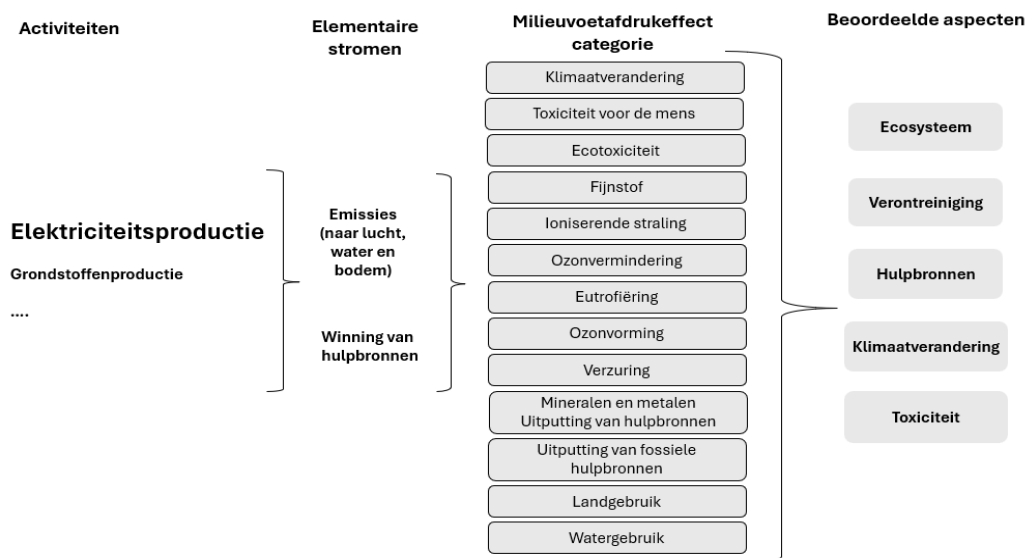 Activiteiten
Elektriciteitsproductie
Grondstoffenproductie
....
Elementaire
stromen
Emissies
(naar lucht,
water en
bodem)
Winning van
hulpbronnen
Milieuvoetafdrukeffect
categorie
Klimaatverandering
Toxiciteit voor de mens
Ecotoxiciteit
Fijnstof
Ioniserende straling
Ozonvermindering
Eutrofiëring
Ozonvorming
Verzuring
Mineralen en metalen
Uitputting van hulpbronnen
Uitputting van fossiele
hulpbronnen
Landgebruik
Watergebruik
Beoordeelde aspecten
Ecosysteem
Verontreiniging
Hulpbronnen
Klimaatverandering
Toxiciteit